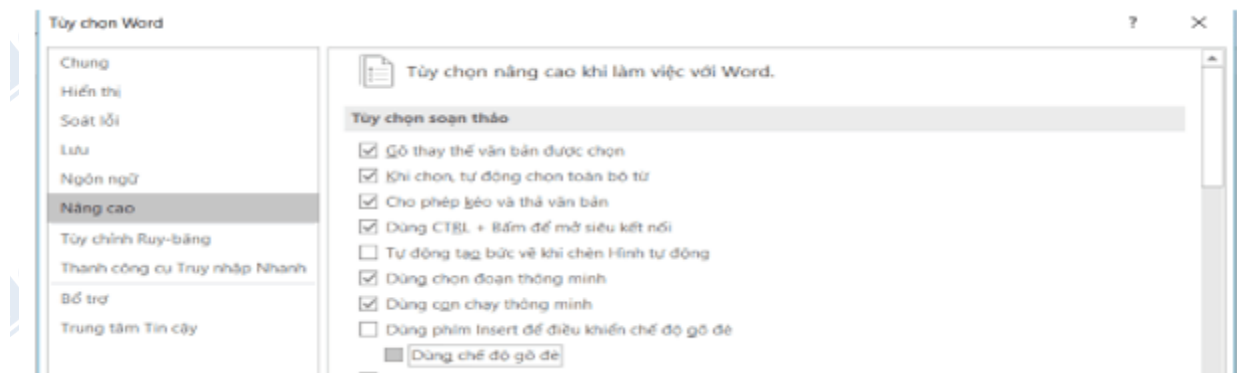 Tùy chọn Word
?
×
Chung
Hiển thị
Soát lỗi
Lưu
Ngôn ngữ
Nâng cao
Tùy chỉnh Ruy-băng
Thanh công cụ Truy nhập Nhanh
Bổ trợ
Trung tâm Tin cậy
Tùy chọn nâng cao khi làm việc với Word.
Tùy chọn soạn thảo
Gõ thay thế văn bản được chọn
Khi chọn, tự động chọn toàn bộ từ
Cho phép kéo và thả văn bản
Dùng CTRL + Bấm để mở siêu kết nối
Tự động tạo bức vẽ khi chèn Hình tự động
Dùng chọn đoạn thông minh
Dùng con chạy thông minh
Dùng phím Insert để điều khiển chế độ gõ đè
Dùng chế độ gõ đè